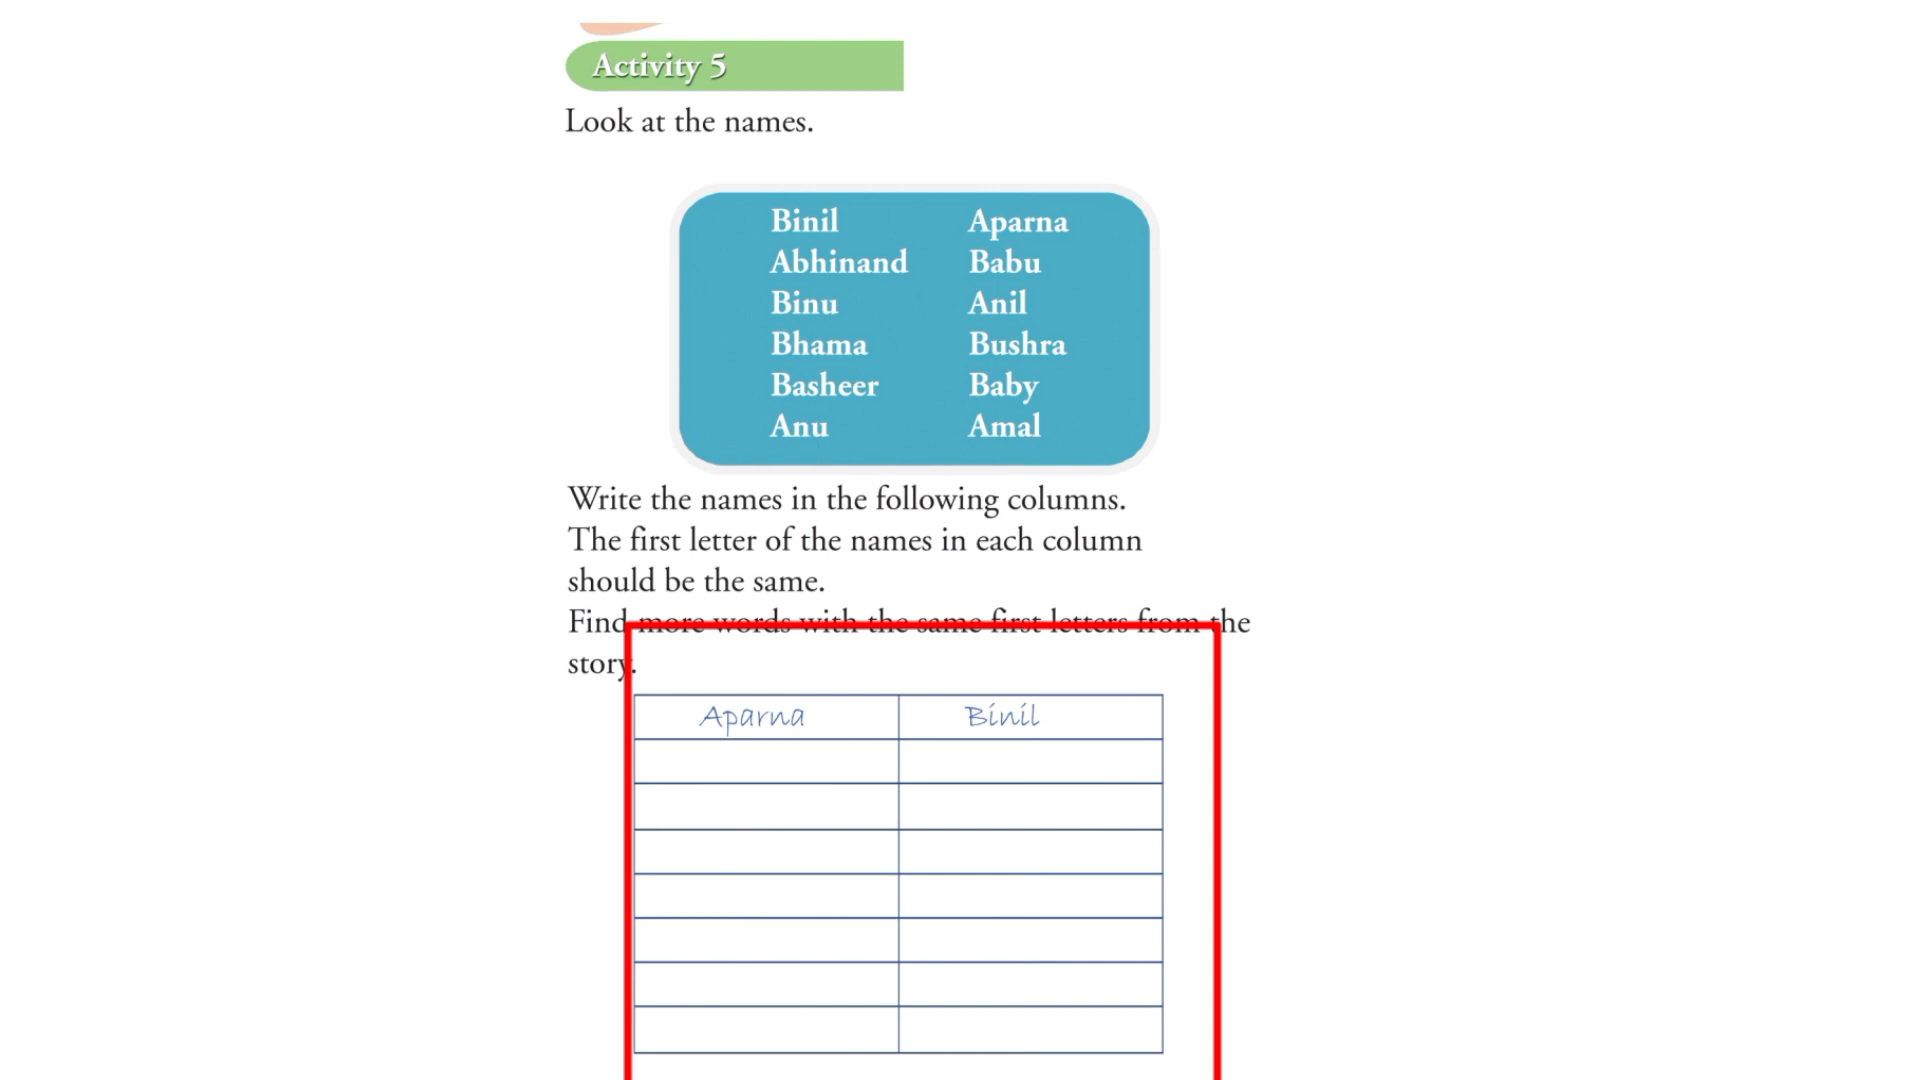 Activity 5
Look at the names.
Binil Aparna
Abhinand Babu
Binu Anil
Bhama Bushra
Basheer Baby
Anu Amal
Write the names in the following columns.
The first letter of the names in each column
should be the same.
Find more words with the same first letters from the
story.
Aparna Binil